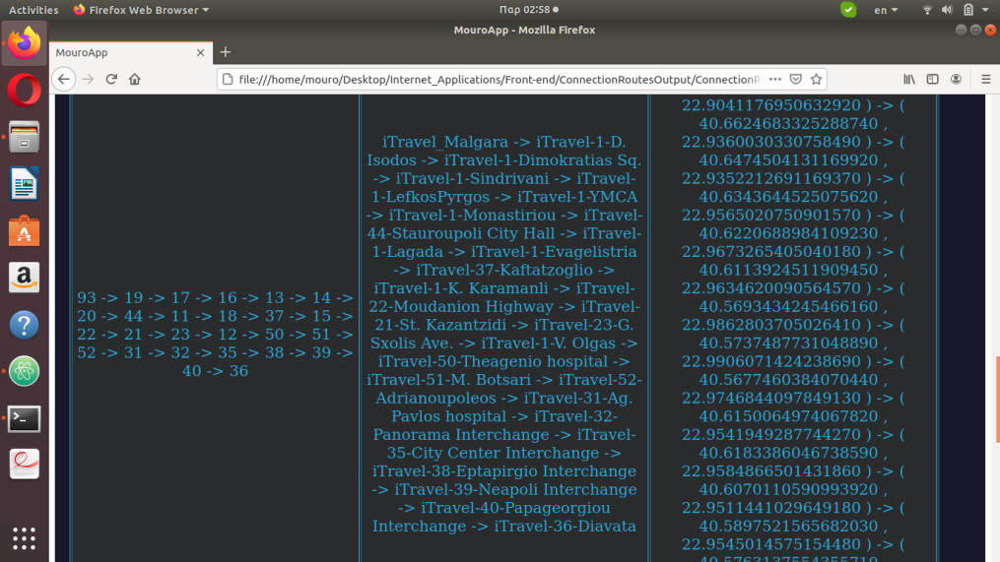 Activities Firefox Web Browser Παρ 02:58 en
MouroApp - Mozilla Firefox
MouroApp
file:///home/mouro/Desktop/Internet_Applications/Front-end/ConnectionRoutesOutput/ConnectionR
93 -> 19 -> 17 -> 16 -> 13 -> 14 ->
20 -> 44 -> 11 -> 18 -> 37 -> 15 ->
22 -> 21 -> 23 -> 12 -> 50 -> 51 ->
52 -> 31 -> 32 -> 35 -> 38 -> 39 ->
40 -> 36
iTravel_Malgara -> iTravel-1-D.
Isodos -> iTravel-1-Dimokratias Sq.
-> iTravel-1-Sindrivani -> iTravel-
1-LefkosPyrgos -> iTravel-1-YMCA
-> iTravel-1-Monastiriou -> iTravel-
44-Stauroupoli City Hall -> iTravel-
1-Lagada -> iTravel-1-Evagelistria
-> iTravel-37-Kaftatzoglio ->
iTravel-1-K. Karamanli -> iTravel-
22-Moudanion Highway -> iTravel-
21-St. Kazantzidi -> iTravel-23-G.
Sxolis Ave. -> iTravel-1-V. Olgas ->
iTravel-50-Theagenio hospital ->
iTravel-51-M. Botsari -> iTravel-52-
Adrianoupoleos -> iTravel-31-Ag.
Pavlos hospital -> iTravel-32-
Panorama Interchange -> iTravel-
35-City Center Interchange ->
iTravel-38-Eptapirgio Interchange
-> iTravel-39-Neapoli Interchange
-> iTravel-40-Papageorgiou
Interchange -> iTravel-36-Diavata
22.9041176950632920 ) -> (
40.6624683325288740 ,
22.9360030330758490 ) -> (
40.6474504131169920 ,
22.9352212691169370 ) -> (
40.6343644525075620 ,
22.9565020750901570 ) -> (
40.6220688984109230 ,
22.9673265405040180 ) -> (
40.6113924511909450 ,
22.9634620090564570 ) -> (
40.5693434245466160 ,
22.9862803705026410 ) -> (
40.5737487731048890 ,
22.9906071424238690 ) -> (
40.5677460384070440 ,
22.9746844097849130 ) -> (
40.6150064974067820 ,
22.9541949287744270 ) -> (
40.6183386046738590 ,
22.9584866501431860 ) -> (
40.6070110590993920 ,
22.9511441029649180 ) -> (
40.5897521566682030 ,
22.9545014575154480 ) -> (
40.5763137554355710